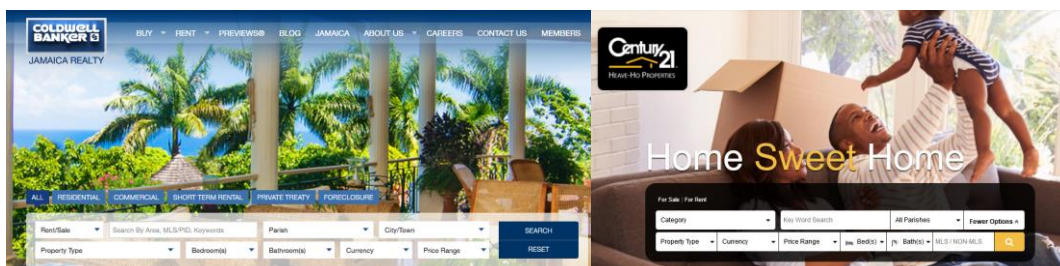 COLDWELL
BANKER
JAMAICA REALTY
BUY RENT PREVIEWS® BLOG JAMAICA ABOUT US CAREERS CONTACT US MEMBERS
ALL RESIDENTIAL COMMERCIAL SHORT TERM RENTAL PRIVATE TREATY FORECLOSURE
Rent/Sale Search By Area, MLS/PID, Keywords Parish City/Town SEARCH
Property Type Bedroom(s) Bathroom(s) Currency Price Range RESET
Century
21
HEAVE-HO PROPERTIES
Home Sweet Home
For Sale | For Rent
Category Key Word Search All Parishes Fewer Options
Property Type Currency Price Range Bed(s) Bath(s) MLS / NON-MLS